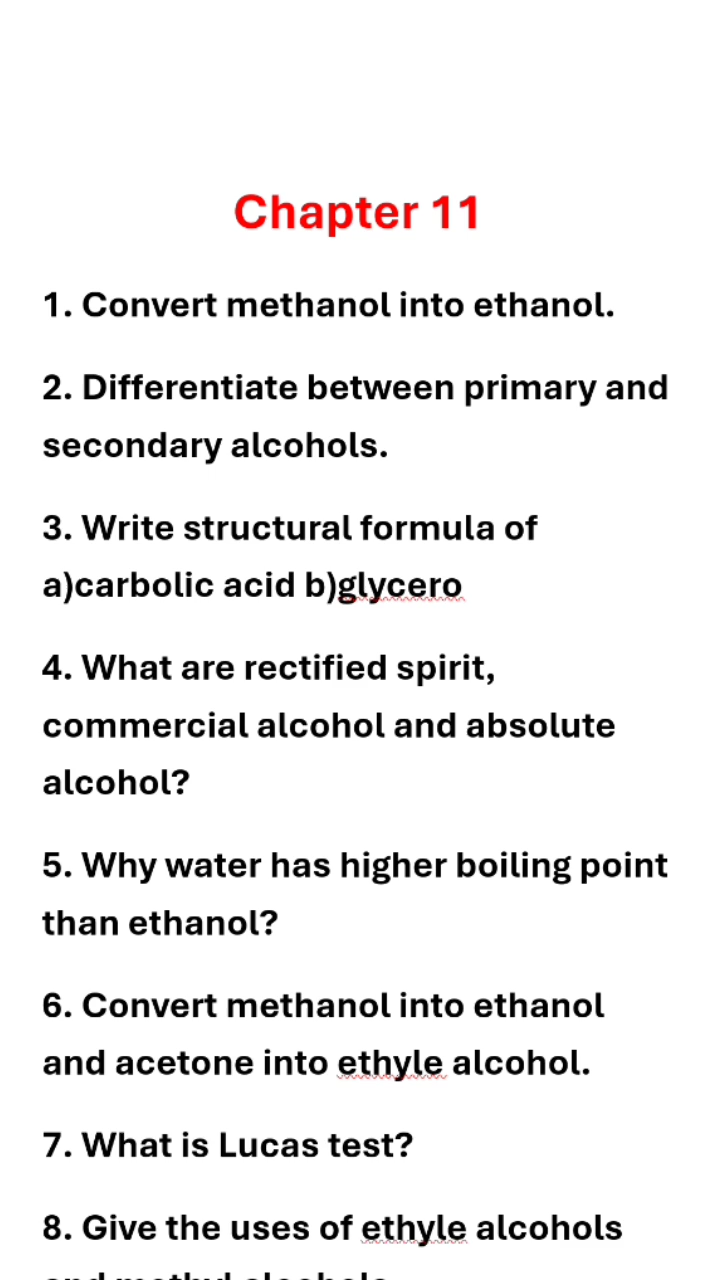 Chapter 11
1. Convert methanol into ethanol.
2. Differentiate between primary and
secondary alcohols.
3. Write structural formula of
a)carbolic acid b)glycero
4. What are rectified spirit,
commercial alcohol and absolute
alcohol?
5. Why water has higher boiling point
than ethanol?
6. Convert methanol into ethanol
and acetone into ethyle alcohol.
7. What is Lucas test?
8. Give the uses of ethyle alcohols
and methyl alcohols